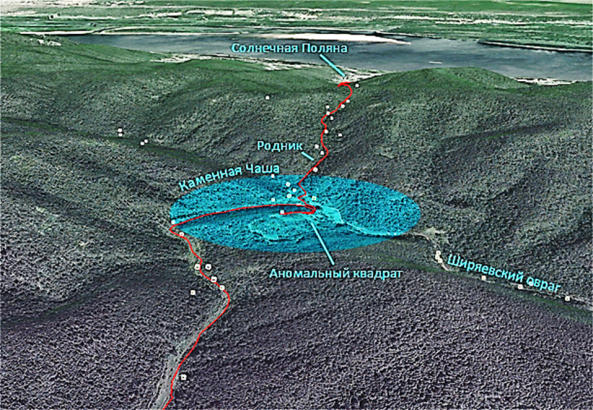 Солнечная Поляна
Родник
Каменная Чаша
Аномальный квадрат
Ширяевский овраг